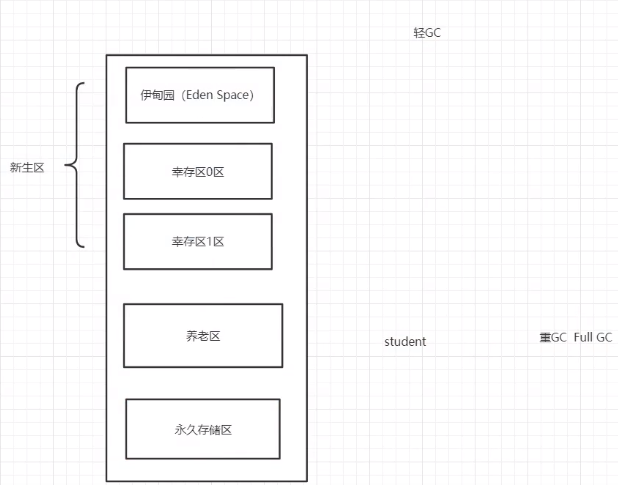 轻GC
伊甸园（Eden Space）
新生区
幸存区0区
幸存区1区
养老区
student
重GC Full GC
永久存储区